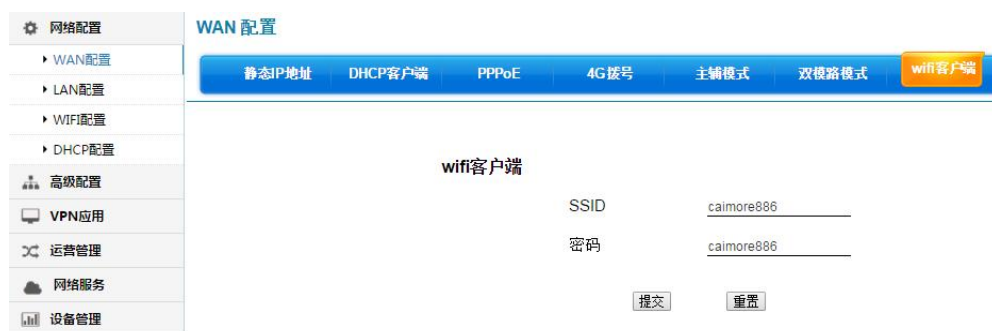 网络配置
WAN配置
LAN配置
WIFI配置
DHCP配置
高级配置
VPN应用
运营管理
网络服务
设备管理
WAN 配置
静态IP地址 DHCP客户端 PPPoE 4G拨号 主辅模式 双模路模式 wifi客户端
wifi客户端
SSID caimore886
密码 caimore886
提交 重置